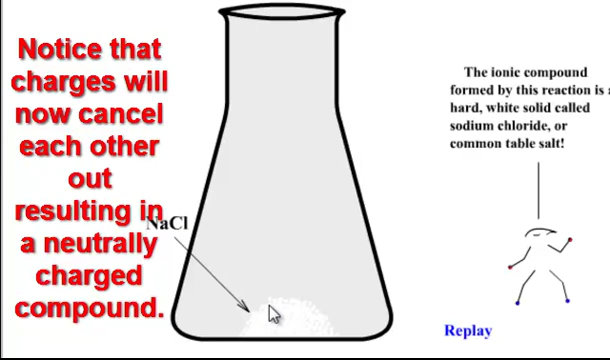 Notice that
charges will
now cancel
each other
out
resulting in
a neutrally
charged
compound.
NaCl
The ionic compound
formed by this reaction is a
hard, white solid called
sodium chloride, or
common table salt!
Replay